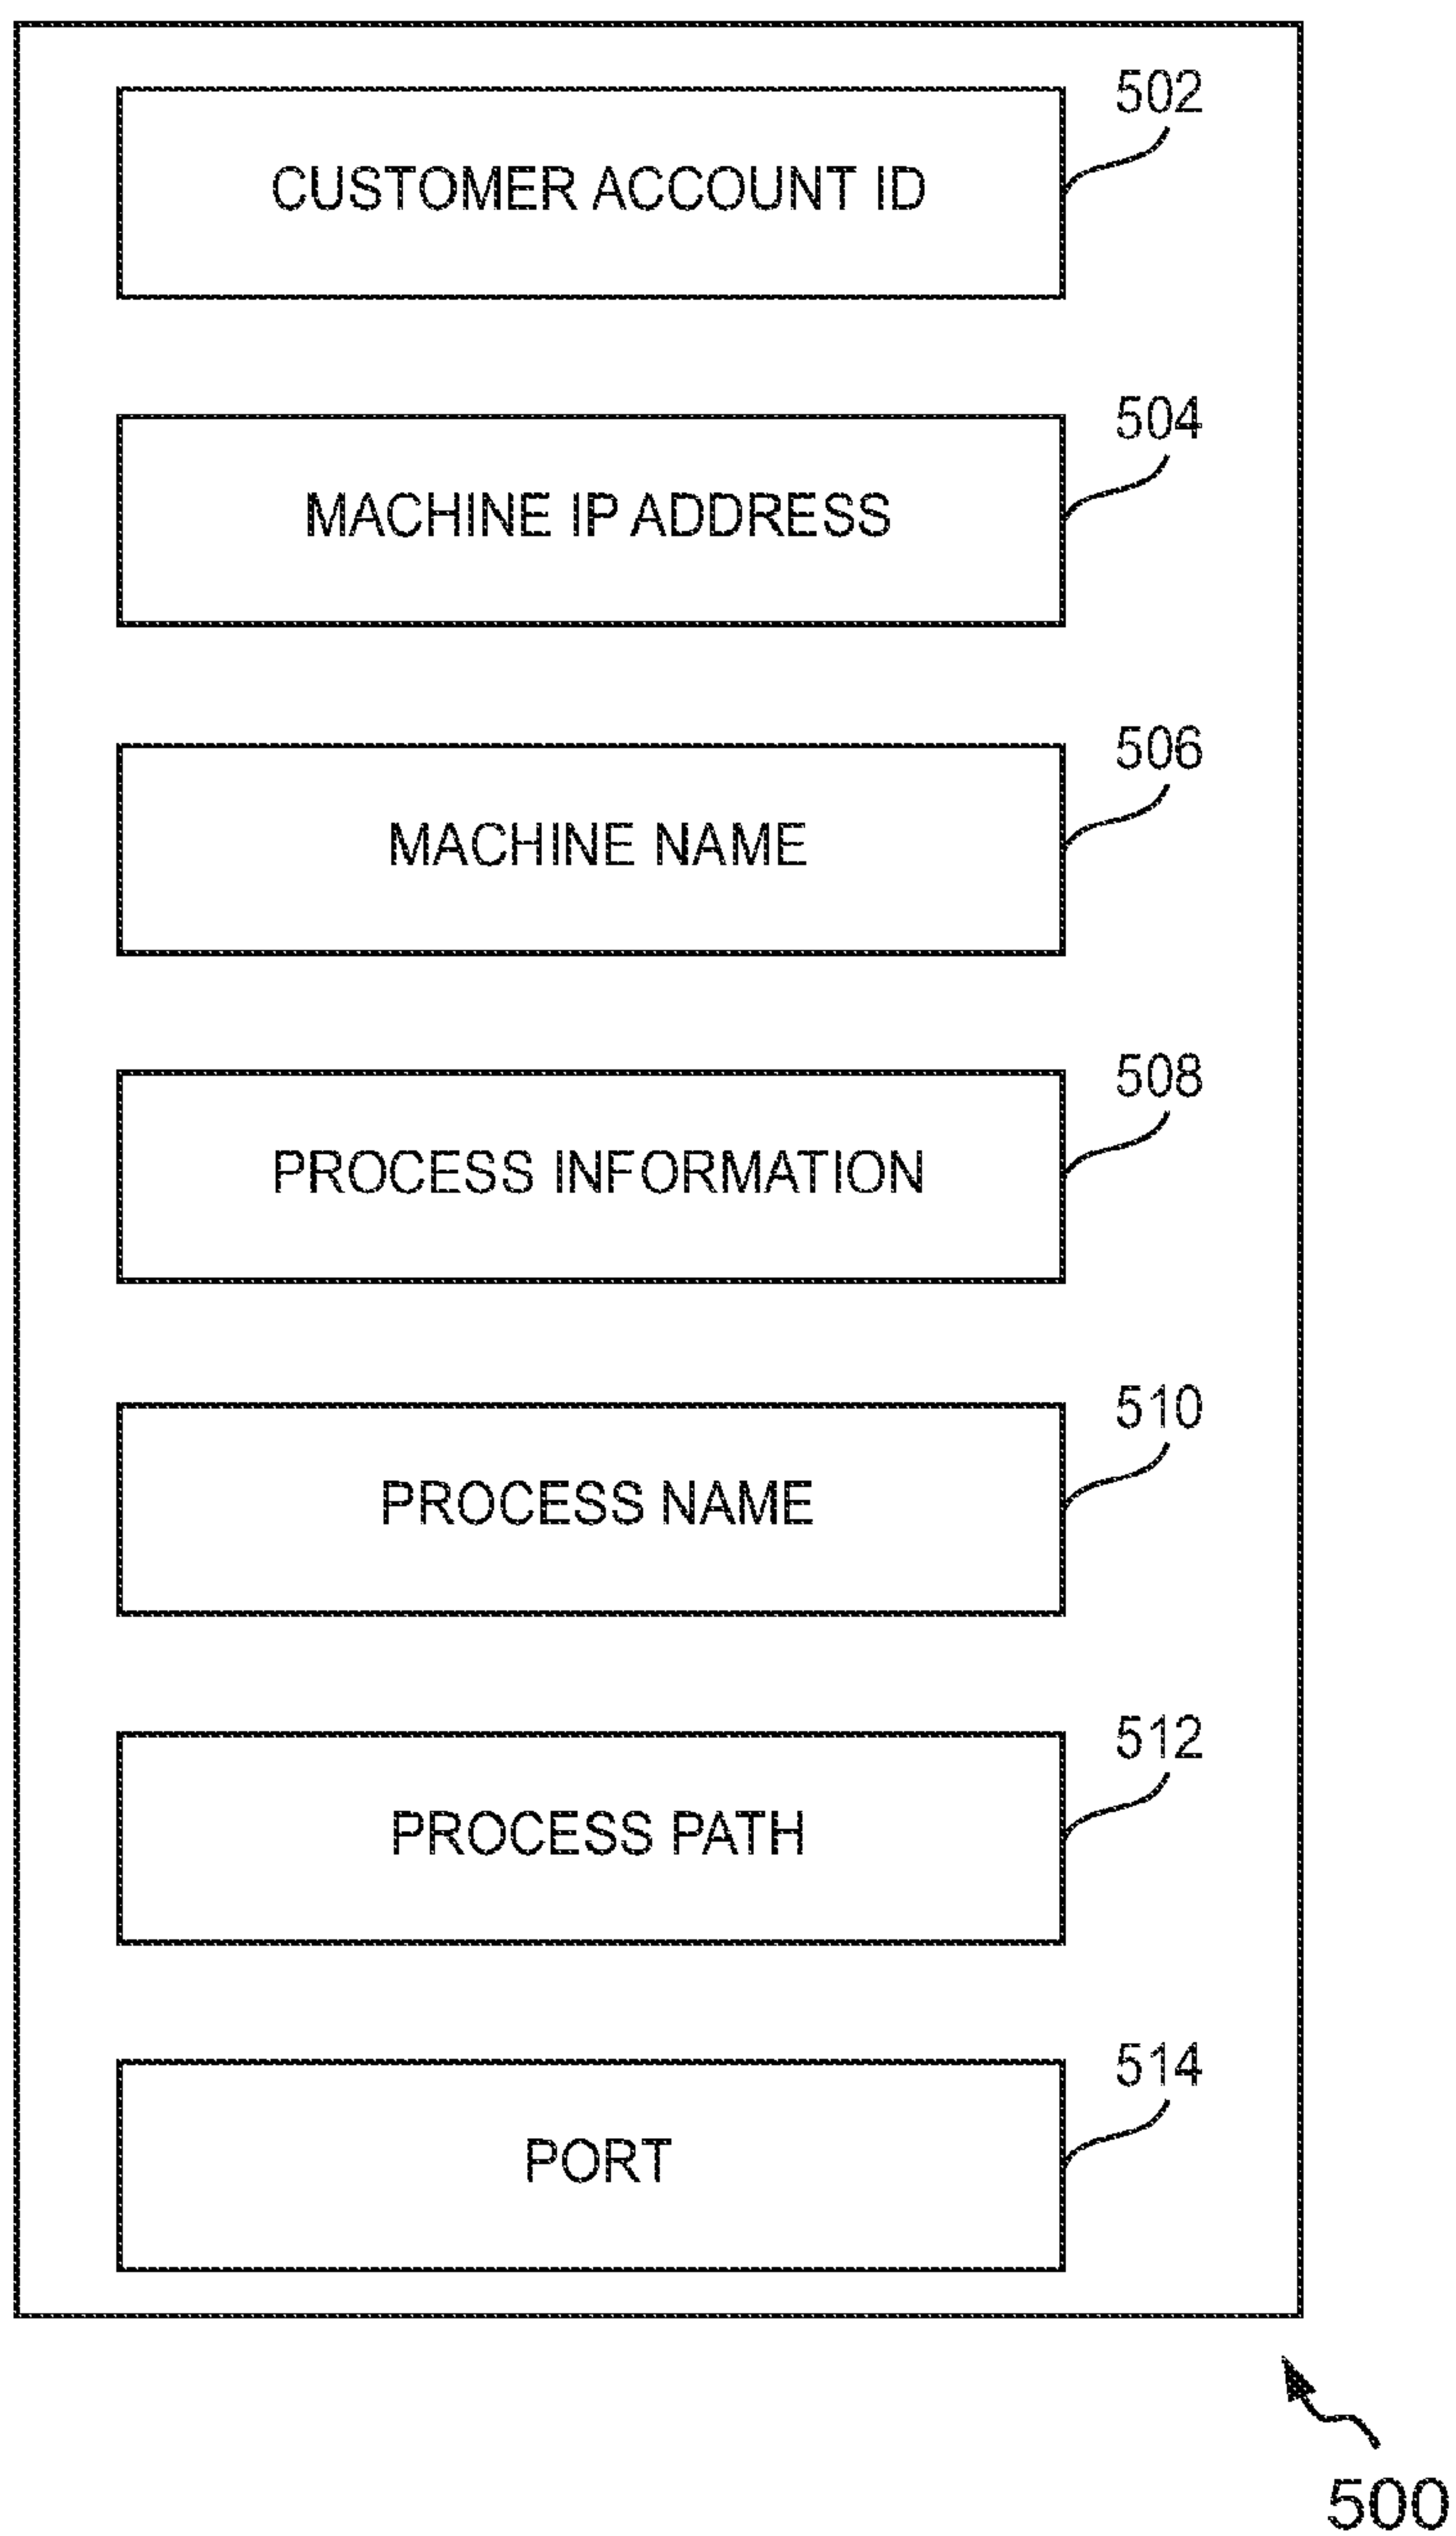 502
CUSTOMER ACCOUNT ID
504
MACHINE IP ADDRESS
506
MACHINE NAME
508
PROCESS INFORMATION
510
PROCESS NAME
512
PROCESS PATH
514
PORT
500